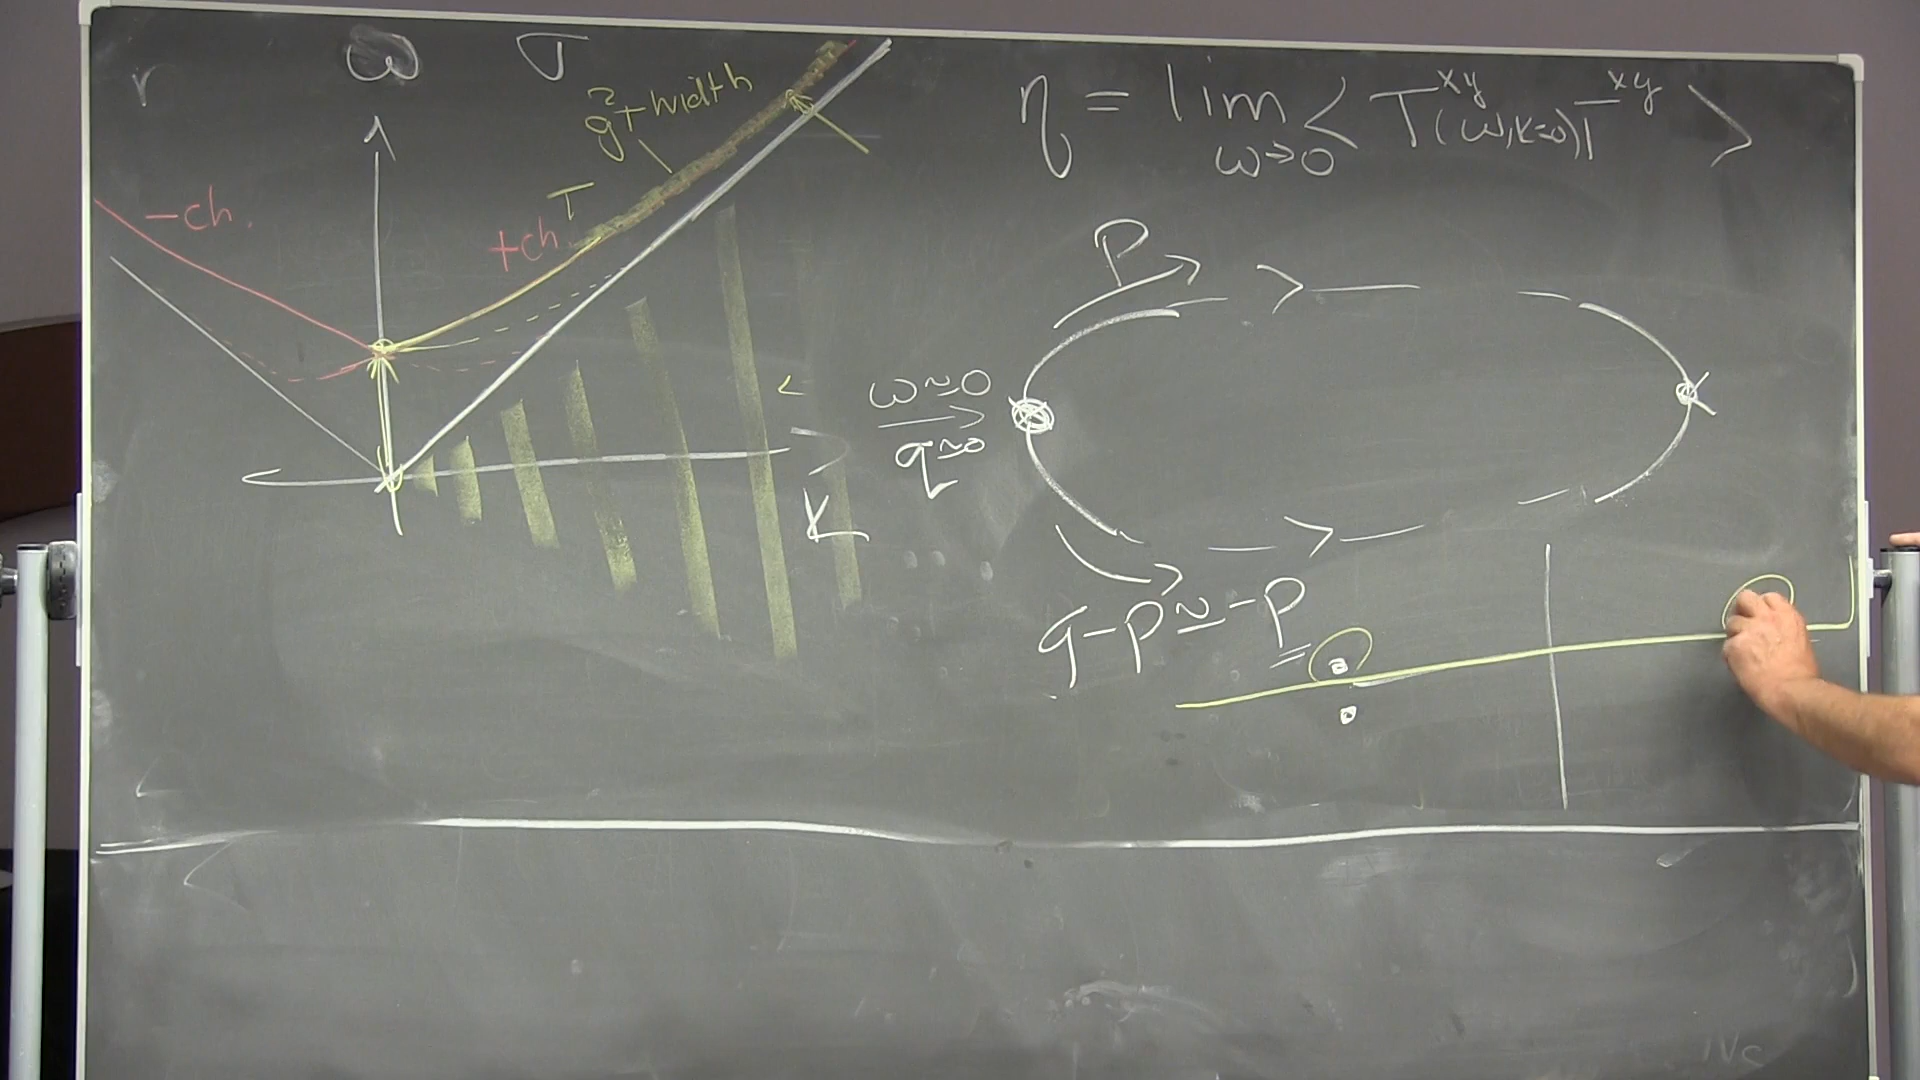 r ω σ
g²T width
-ch.
+ch.
T
K
η = lim < T^{xy}(ω,k=0) T^{xy} >
ω→0
P
ω≃0
q≃0
q-p≃-p